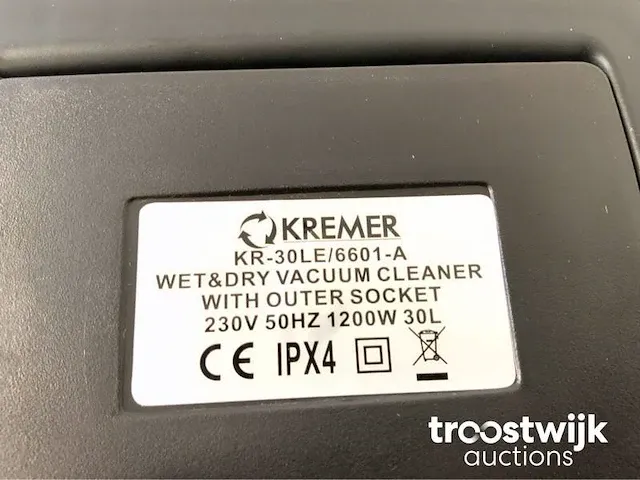 KREMER
KR-30LE/6601-A
WET&DRY VACUUM CLEANER
WITH OUTER SOCKET
230V 50HZ 1200W 30L
CE IPX4
troostwijk
auctions